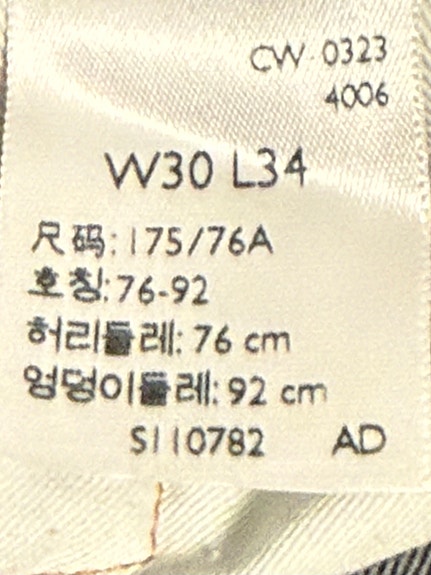 CW 0323
4006
W30 L34
尺码: 175/76A
호칭: 76-92
허리둘레: 76 cm
엉덩이둘레: 92 cm
S110782 AD